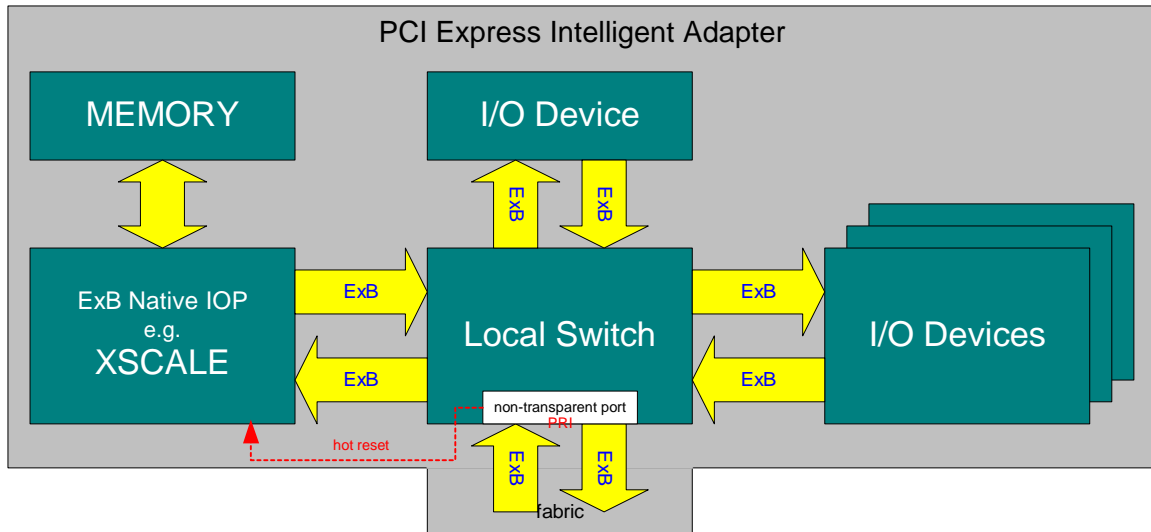 PCI Express Intelligent Adapter
MEMORY
I/O Device
ExB
ExB
ExB Native IOP
e.g.
XSCALE
ExB
ExB
Local Switch
ExB
ExB
I/O Devices
non-transparent port
PRI
hot reset
ExB
ExB
fabric